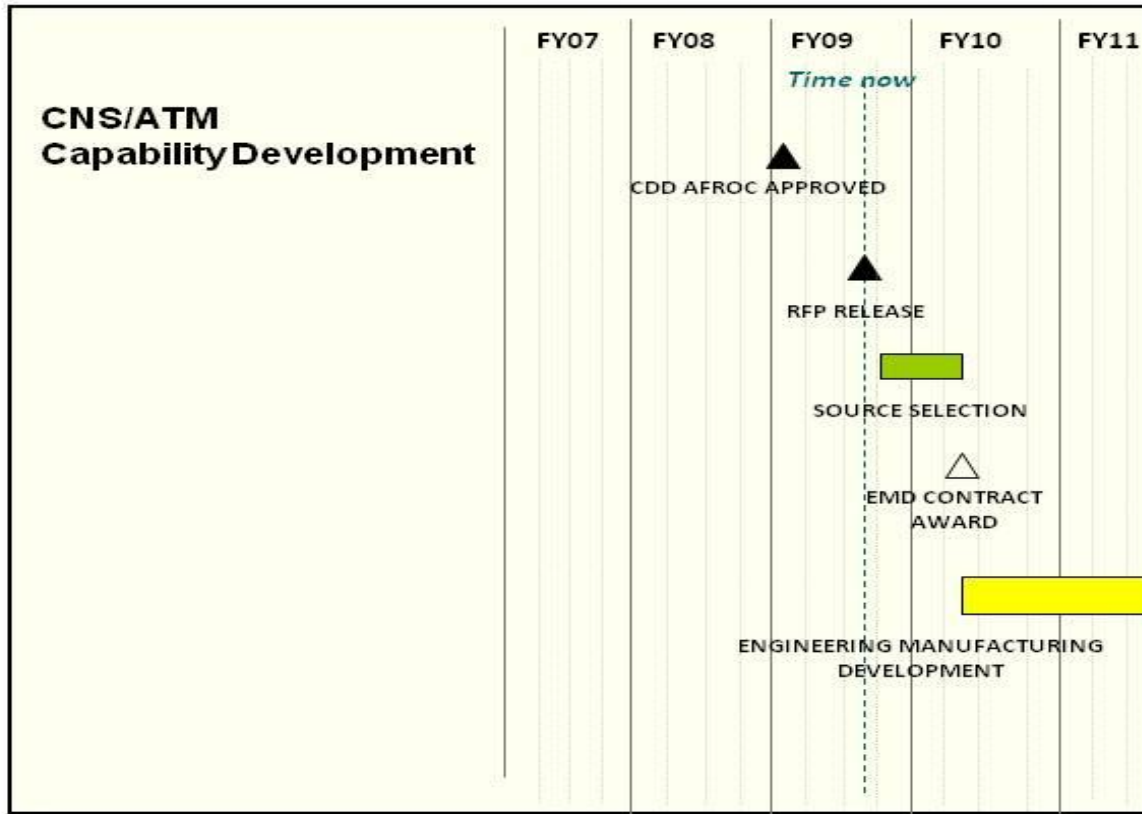 FY07 FY08 FY09 FY10 FY11
Time now
CNS/ATM
Capability Development
CDD AFROC APPROVED
RFP RELEASE
SOURCE SELECTION
EMD CONTRACT
AWARD
ENGINEERING MANUFACTURING
DEVELOPMENT